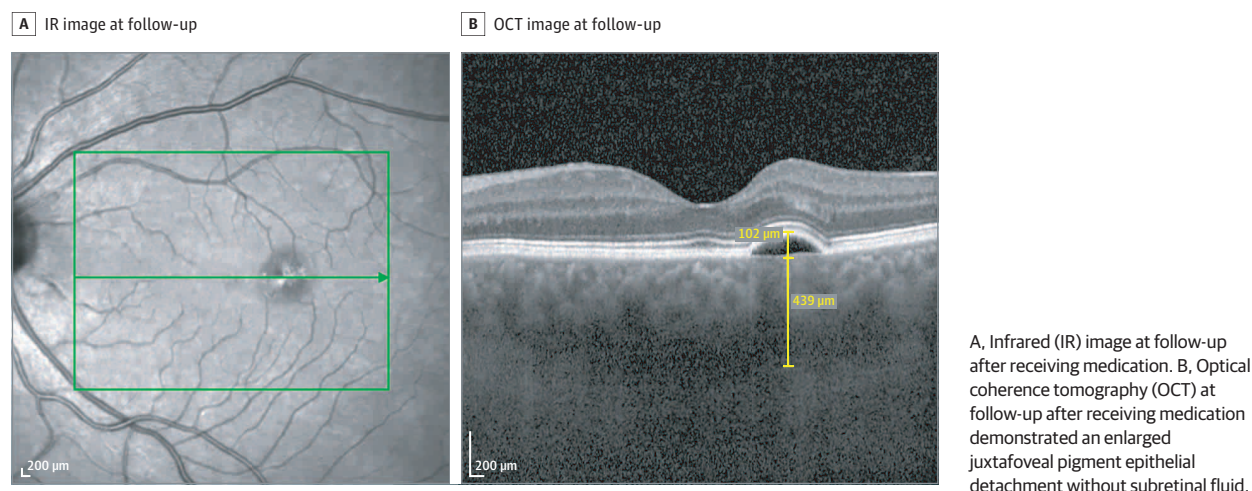 A IR image at follow-up
B OCT image at follow-up
102 µm
439 µm
200 µm
200 µm
A, Infrared (IR) image at follow-up
after receiving medication. B, Optical
coherence tomography (OCT) at
follow-up after receiving medication
demonstrated an enlarged
juxtafoveal pigment epithelial
detachment without subretinal fluid.